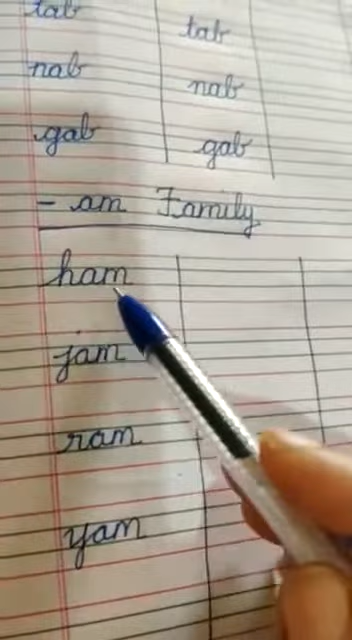 tab tab
nab nab
gab gab
- am Family
ham
jam
ram
yam